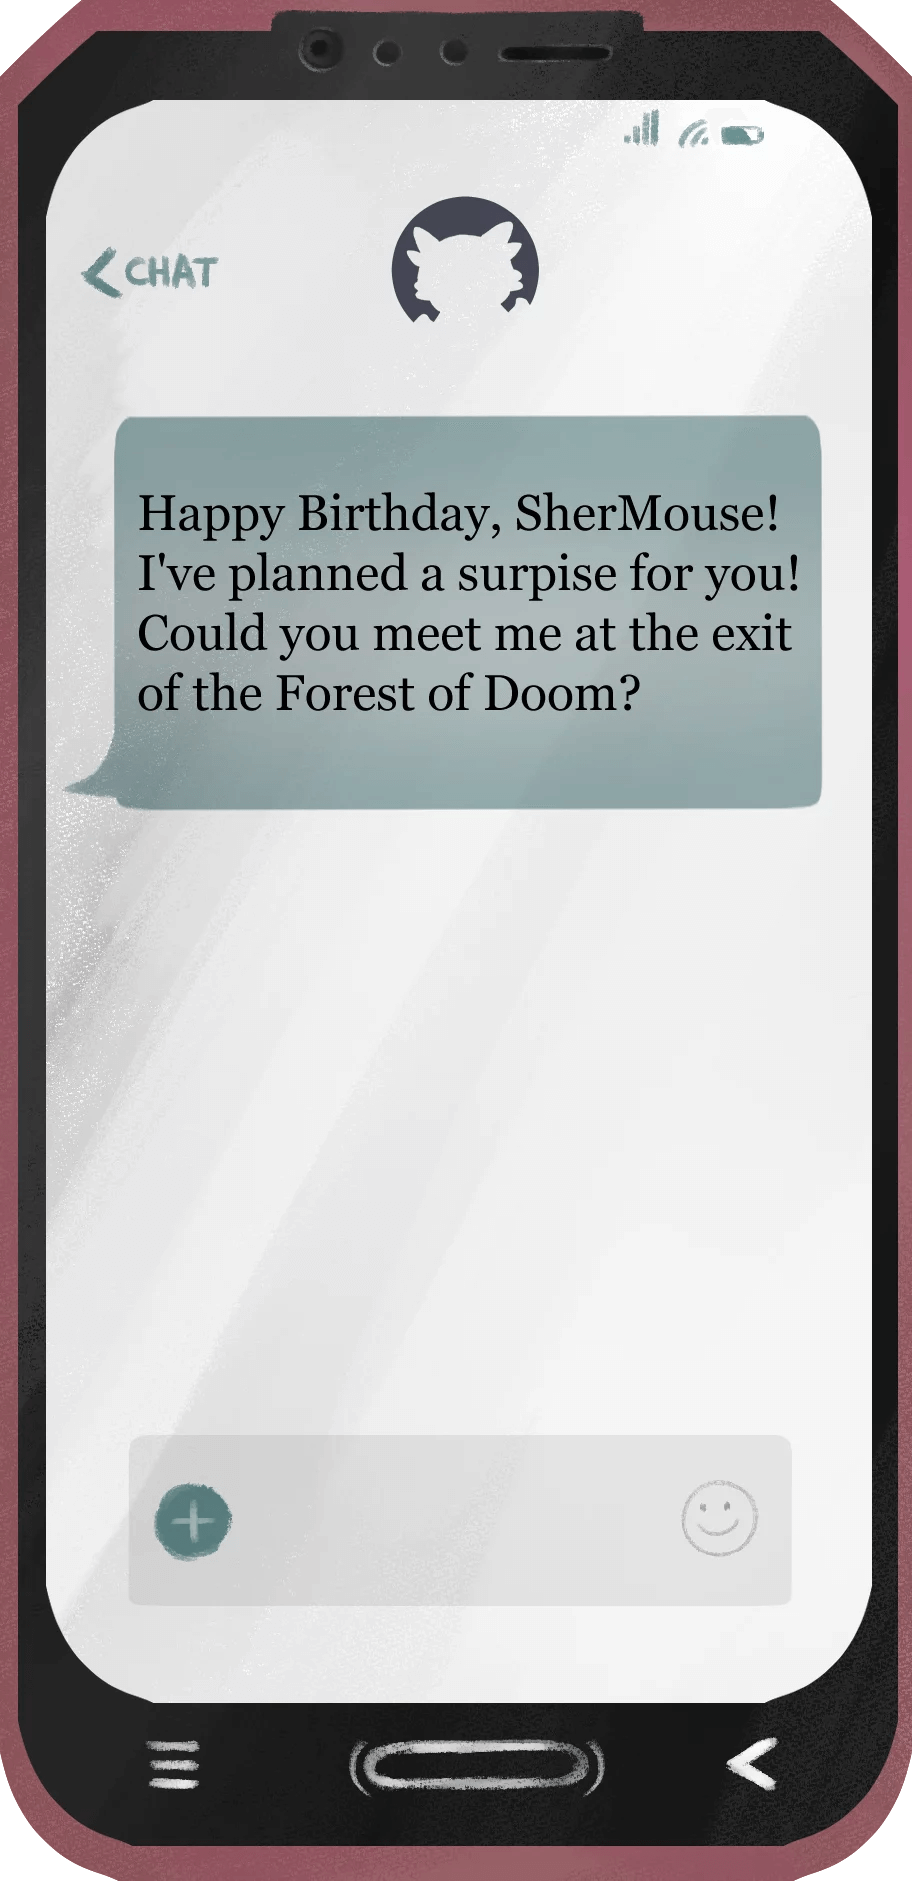 CHAT
Happy Birthday, SherMouse!
I've planned a surpise for you!
Could you meet me at the exit
of the Forest of Doom?